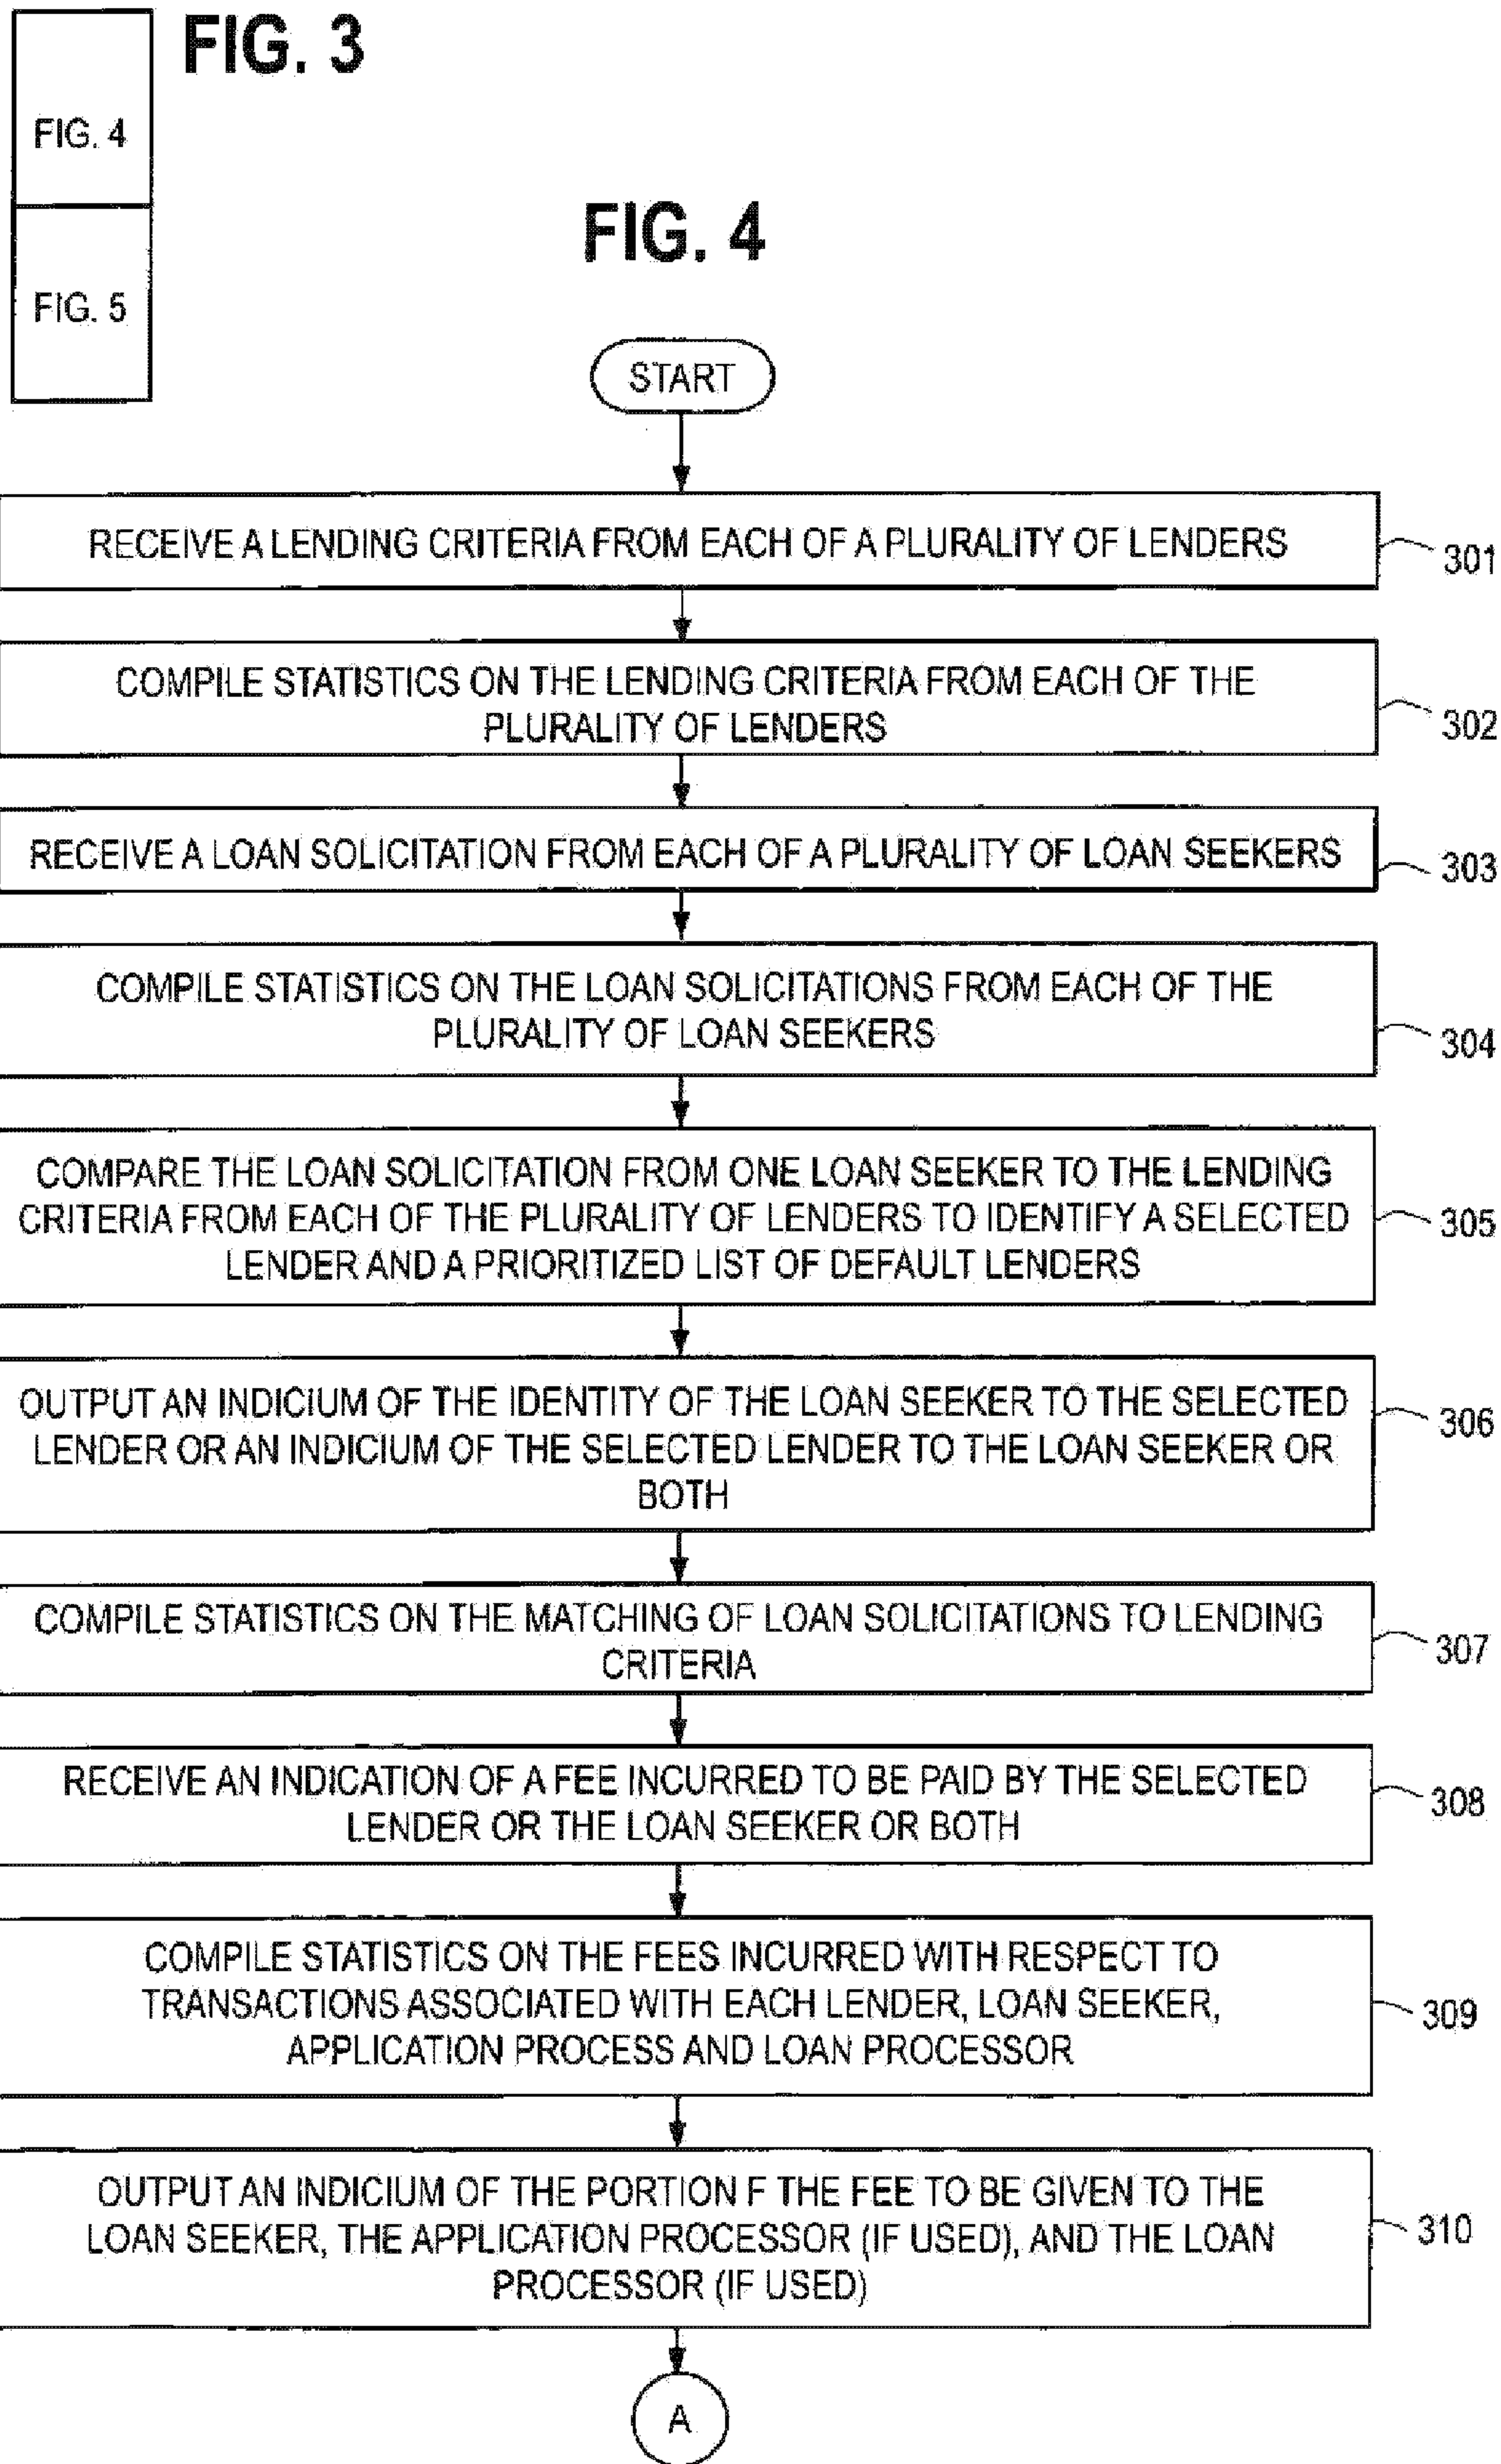 FIG. 3
FIG. 4
FIG. 5
FIG. 4
START
RECEIVE A LENDING CRITERIA FROM EACH OF A PLURALITY OF LENDERS
301
COMPILE STATISTICS ON THE LENDING CRITERIA FROM EACH OF THE
PLURALITY OF LENDERS
302
RECEIVE A LOAN SOLICITATION FROM EACH OF A PLURALITY OF LOAN SEEKERS
303
COMPILE STATISTICS ON THE LOAN SOLICITATIONS FROM EACH OF THE
PLURALITY OF LOAN SEEKERS
304
COMPARE THE LOAN SOLICITATION FROM ONE LOAN SEEKER TO THE LENDING
CRITERIA FROM EACH OF THE PLURALITY OF LENDERS TO IDENTIFY A SELECTED
LENDER AND A PRIORITIZED LIST OF DEFAULT LENDERS
305
OUTPUT AN INDICIUM OF THE IDENTITY OF THE LOAN SEEKER TO THE SELECTED
LENDER OR AN INDICIUM OF THE SELECTED LENDER TO THE LOAN SEEKER OR
BOTH
306
COMPILE STATISTICS ON THE MATCHING OF LOAN SOLICITATIONS TO LENDING
CRITERIA
307
RECEIVE AN INDICATION OF A FEE INCURRED TO BE PAID BY THE SELECTED
LENDER OR THE LOAN SEEKER OR BOTH
308
COMPILE STATISTICS ON THE FEES INCURRED WITH RESPECT TO
TRANSACTIONS ASSOCIATED WITH EACH LENDER, LOAN SEEKER,
APPLICATION PROCESS AND LOAN PROCESSOR
309
OUTPUT AN INDICIUM OF THE PORTION F THE FEE TO BE GIVEN TO THE
LOAN SEEKER, THE APPLICATION PROCESSOR (IF USED), AND THE LOAN
PROCESSOR (IF USED)
310
A